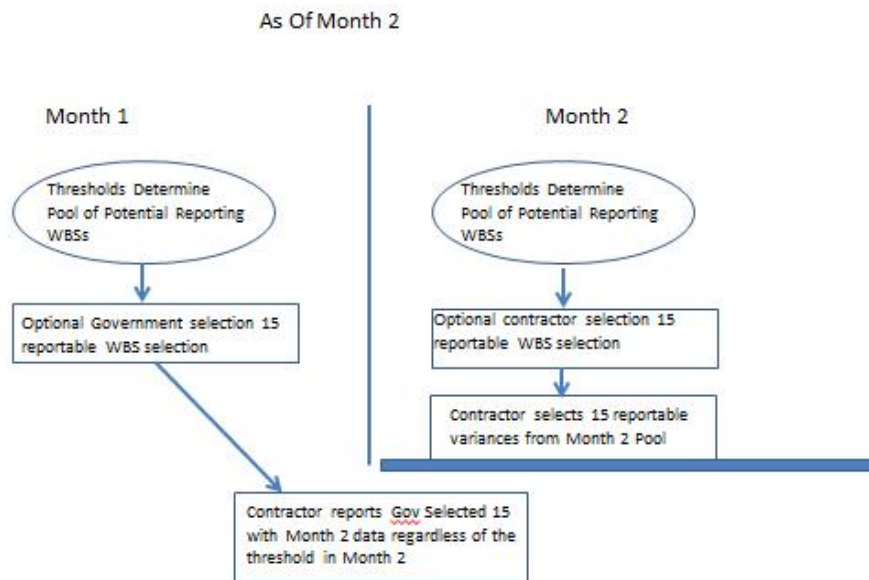 As Of Month 2
Month 1
Thresholds Determine
Pool of Potential Reporting
WBSs
Optional Government selection 15
reportable WBS selection
Month 2
Thresholds Determine
Pool of Potential Reporting
WBSs
Optional contractor selection 15
reportable WBS selection
Contractor selects 15 reportable
variances from Month 2 Pool
Contractor reports Gov Selected 15
with Month 2 data regardless of the
threshold in Month 2